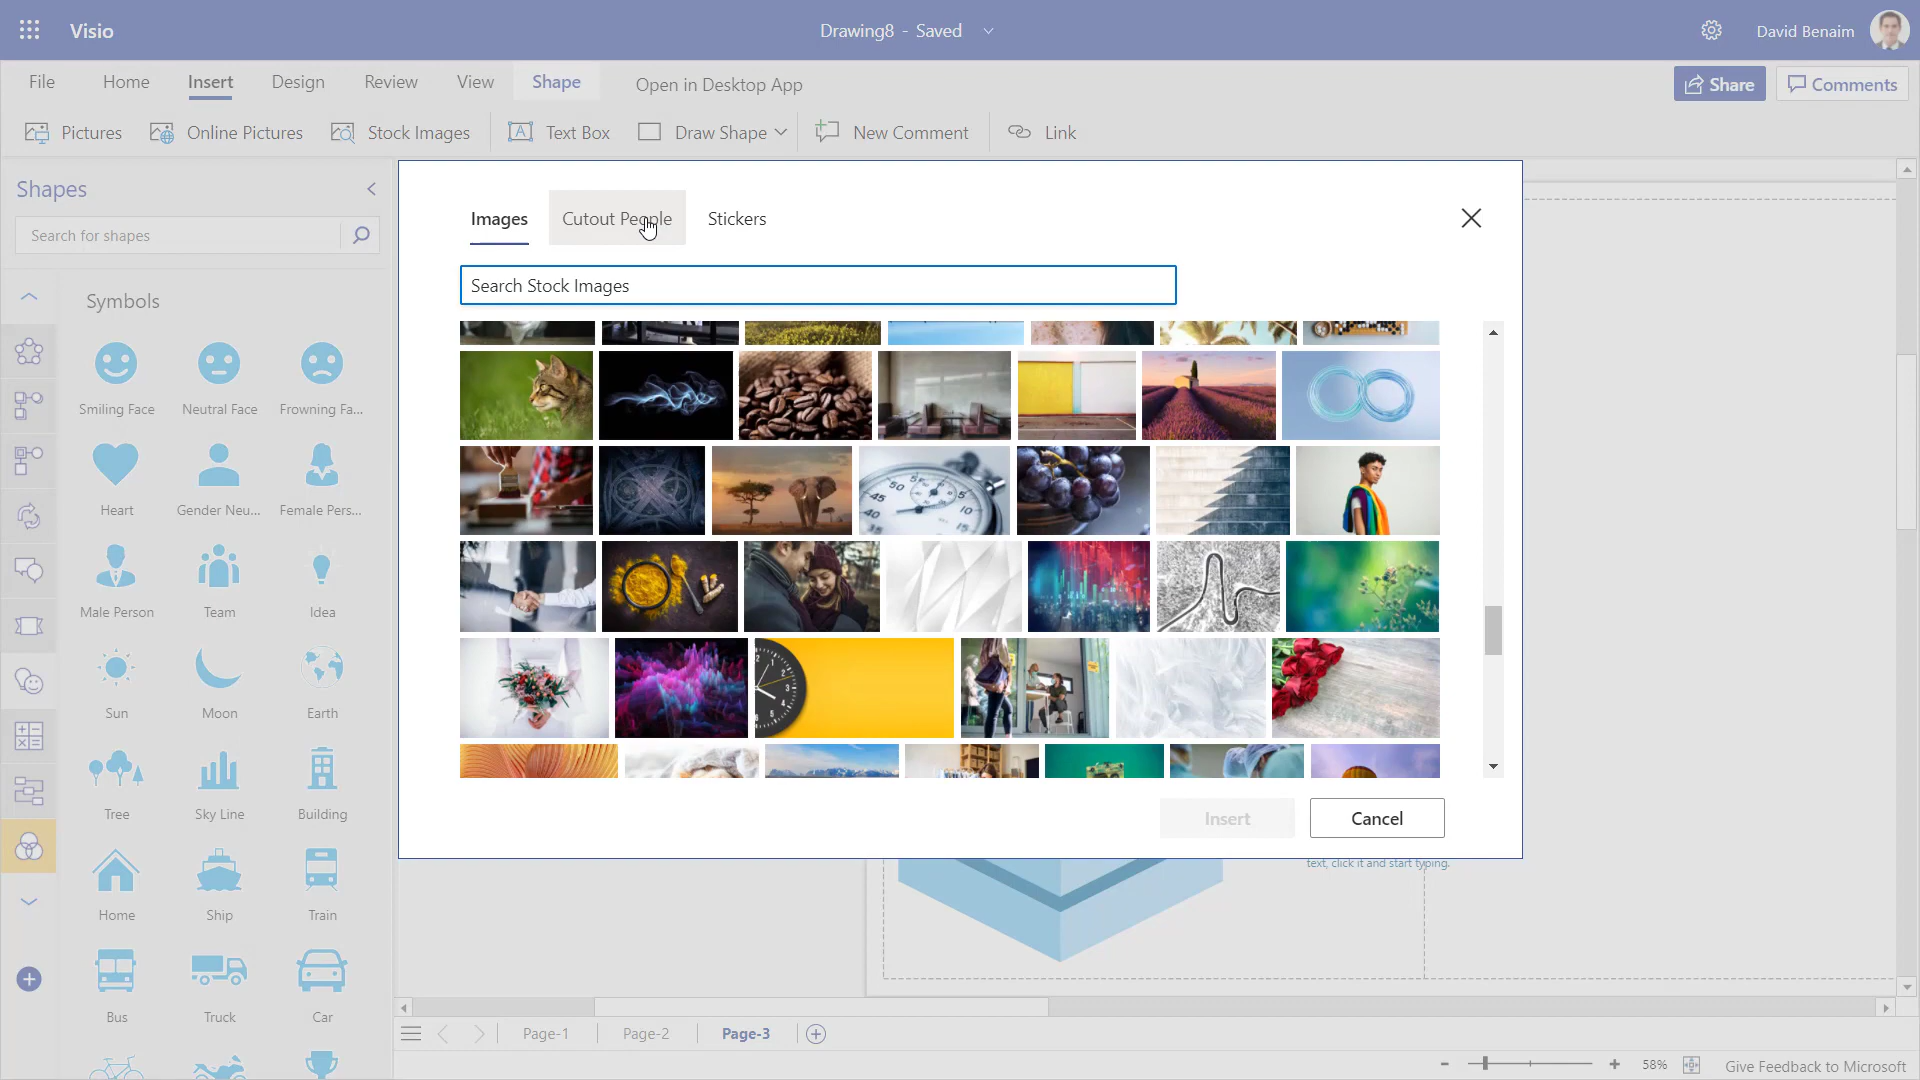 Visio
Drawing8 - Saved
David Benaim
File Home Insert Design Review View Shape Open in Desktop App
Share Comments
Pictures Online Pictures Stock Images Text Box Draw Shape New Comment Link
Shapes
Search for shapes
Symbols
Smiling Face Neutral Face Frowning Fa...
Heart Gender Neu... Female Pers...
Male Person Team Idea
Sun Moon Earth
Tree Sky Line Building
Home Ship Train
Bus Truck Car
Images Cutout People Stickers
Search Stock Images
Insert Cancel
text, click it and start typing.
Page-1 Page-2 Page-3
58% Give Feedback to Microsoft